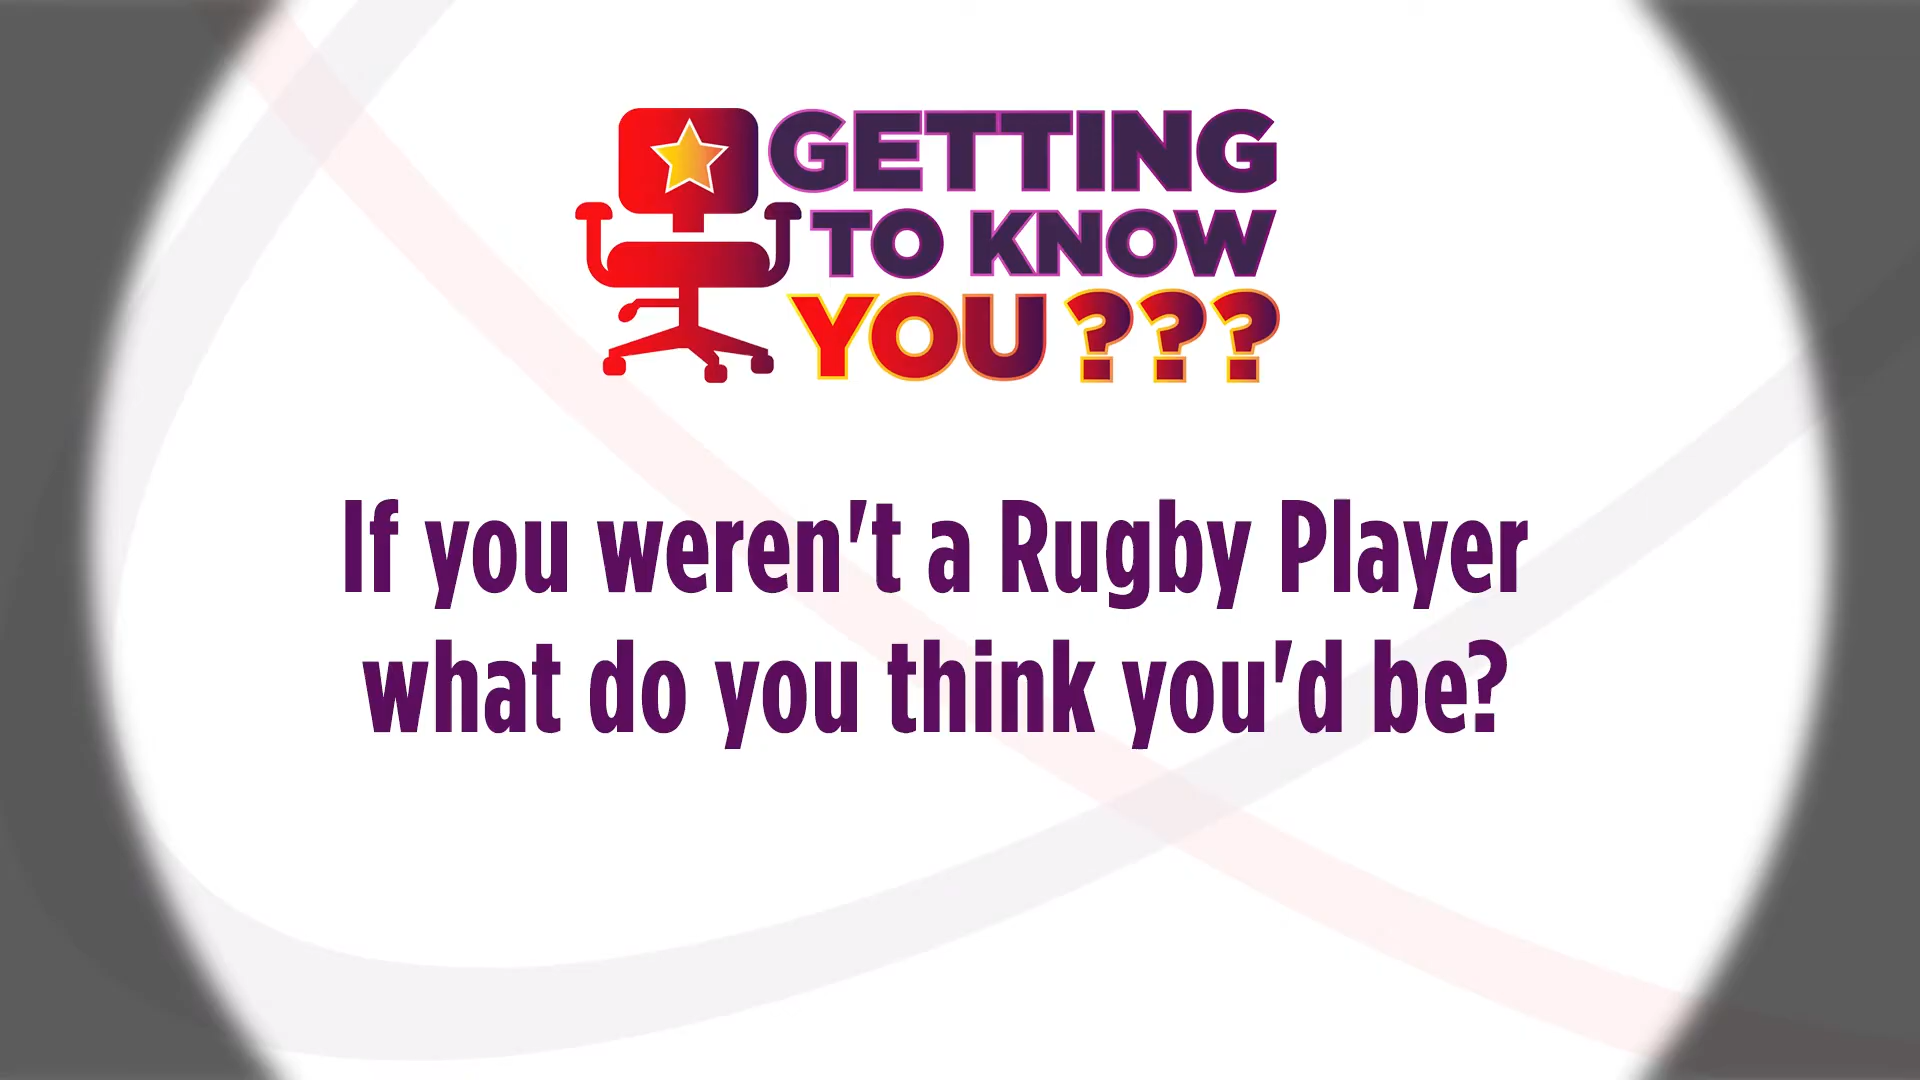 GETTING
TO KNOW
YOU ???
If you weren't a Rugby Player
what do you think you'd be?